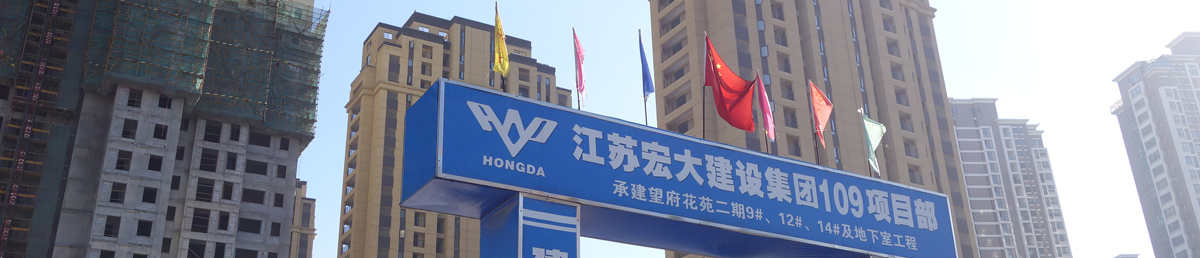 江苏宏大建设集团109项目部
HONGDA
承建望府花苑二期9#、12#、14#及地下室工程
建